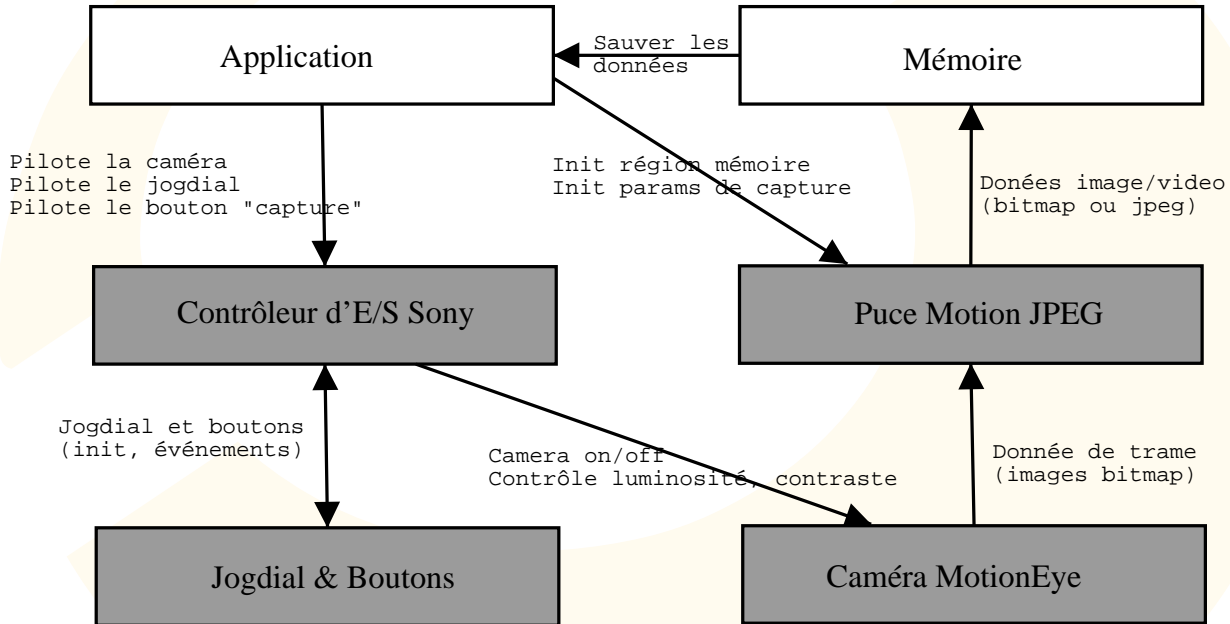 Application
Sauver les
données
Mémoire
Pilote la caméra
Pilote le jogdial
Pilote le bouton "capture"
Init région mémoire
Init params de capture
Donées image/video
(bitmap ou jpeg)
Contrôleur d'E/S Sony
Puce Motion JPEG
Jogdial et boutons
(init, événements)
Camera on/off
Contrôle luminosité, contraste
Donnée de trame
(images bitmap)
Jogdial & Boutons
Caméra MotionEye